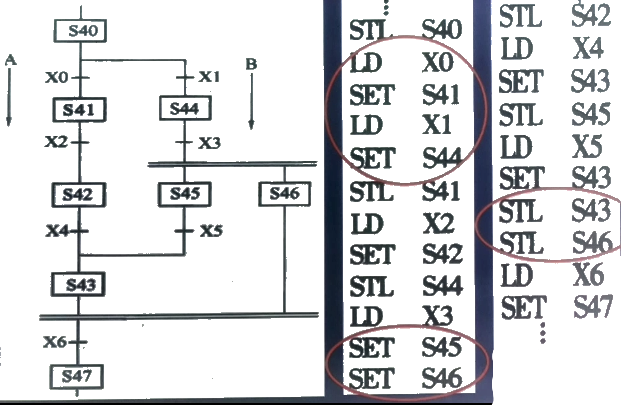 S40
A
B
X0
X1
S41
S44
X2
X3
S42
S45
S46
X4
X5
S43
X6
S47
STL S40
LD X0
SET S41
LD X1
SET S44
STL S41
LD X2
SET S42
STL S44
LD X3
SET S45
SET S46
STL S42
LD X4
SET S43
STL S45
LD X5
SET S43
STL S43
STL S46
LD X6
SET S47